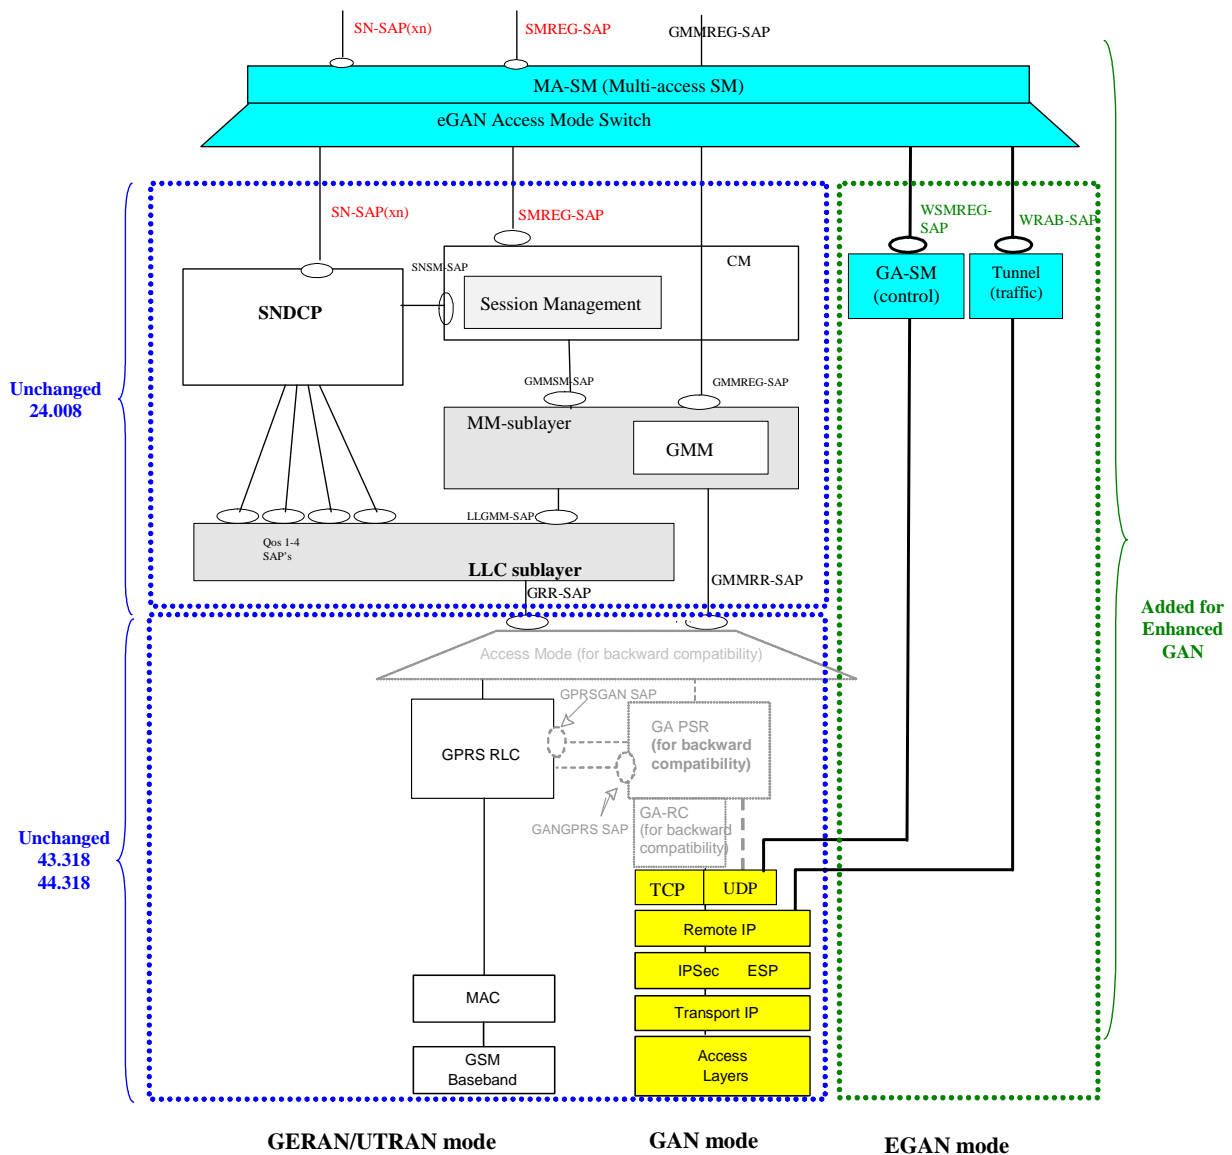 SN-SAP(xn)
SMREG-SAP
GMMREG-SAP
MA-SM (Multi-access SM)
eGAN Access Mode Switch
SN-SAP(xn)
SMREG-SAP
WSMREG-
SAP
WRAB-SAP
SNSM-SAP
CM
GA-SM
(control)
Tunnel
(traffic)
SNDCP
Session Management
Unchanged
24.008
GMMSM-SAP
GMMREG-SAP
MM-sublayer
GMM
LLGMM-SAP
Qos 1-4
SAP's
LLC sublayer
GRR-SAP
GMMRR-SAP
Added for
Enhanced
GAN
Access Mode (for backward compatibility)
GPRSGAN SAP
GPRS RLC
GA PSR
(for backward
compatibility)
GANGPRS SAP
GA-RC
(for backward
compatibility)
Unchanged
43.318
44.318
TCP
UDP
Remote IP
IPSec ESP
MAC
Transport IP
GSM
Baseband
Access
Layers
GERAN/UTRAN mode
GAN mode
EGAN mode